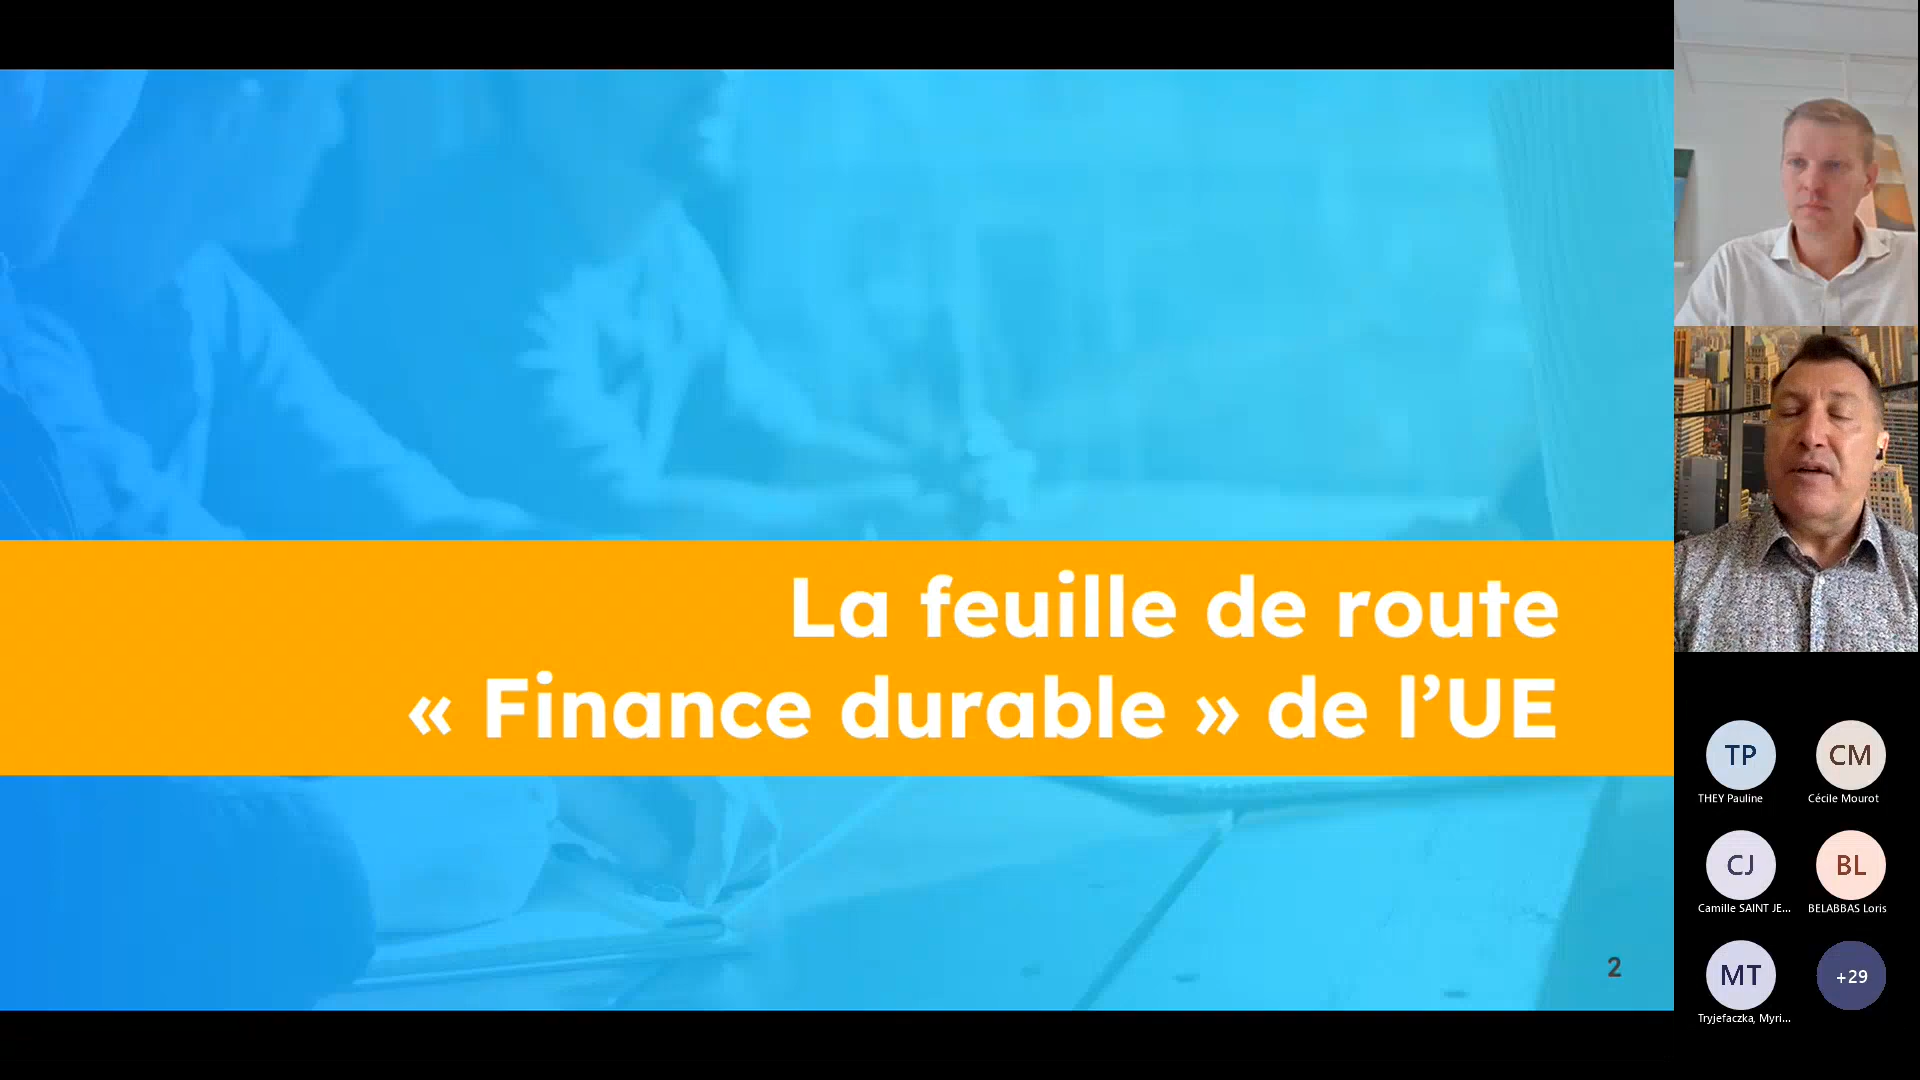 La feuille de route
« Finance durable » de l’UE
2
TP
CM
THEY Pauline
Cécile Mourot
CJ
BL
Camille SAINT JE...
BELABBAS Loris
MT
+29
Tryjefaczka, Myri...